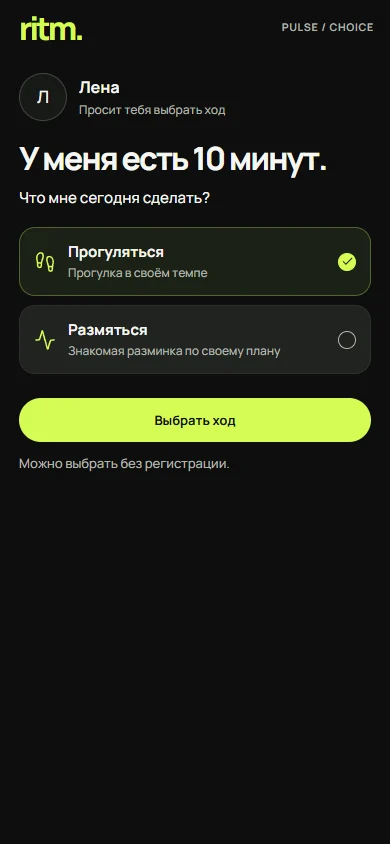 ritm.
PULSE / CHOICE
Л
Лена
Просит тебя выбрать ход
У меня есть 10 минут.
Что мне сегодня сделать?
Прогуляться
Прогулка в своём темпе
Размяться
Знакомая разминка по своему плану
Выбрать ход
Можно выбрать без регистрации.